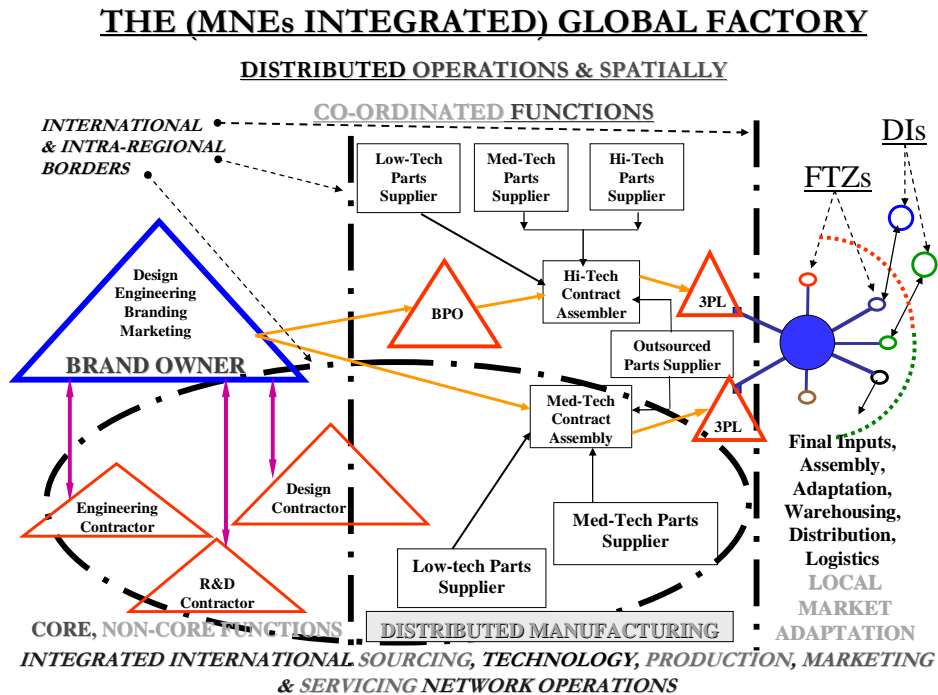 THE (MNEs INTEGRATED) GLOBAL FACTORY
DISTRIBUTED OPERATIONS & SPATIALLY
CO-ORDINATED FUNCTIONS
INTERNATIONAL
& INTRA-REGIONAL
BORDERS
DIs
FTZs
Low-Tech
Parts
Supplier
Med-Tech
Parts
Supplier
Hi-Tech
Parts
Supplier
Design
Engineering
Branding
Marketing
BRAND OWNER
BPO
Hi-Tech
Contract
Assembler
3PL
Outsourced
Parts Supplier
Med-Tech
Contract
Assembly
3PL
Engineering
Contractor
Design
Contractor
R&D
Contractor
Low-tech Parts
Supplier
Med-Tech Parts
Supplier
Final Inputs,
Assembly,
Adaptation,
Warehousing,
Distribution,
Logistics
LOCAL
MARKET
ADAPTATION
CORE, NON-CORE FUNCTIONS
DISTRIBUTED MANUFACTURING
INTEGRATED INTERNATIONAL SOURCING, TECHNOLOGY, PRODUCTION, MARKETING
& SERVICING NETWORK OPERATIONS